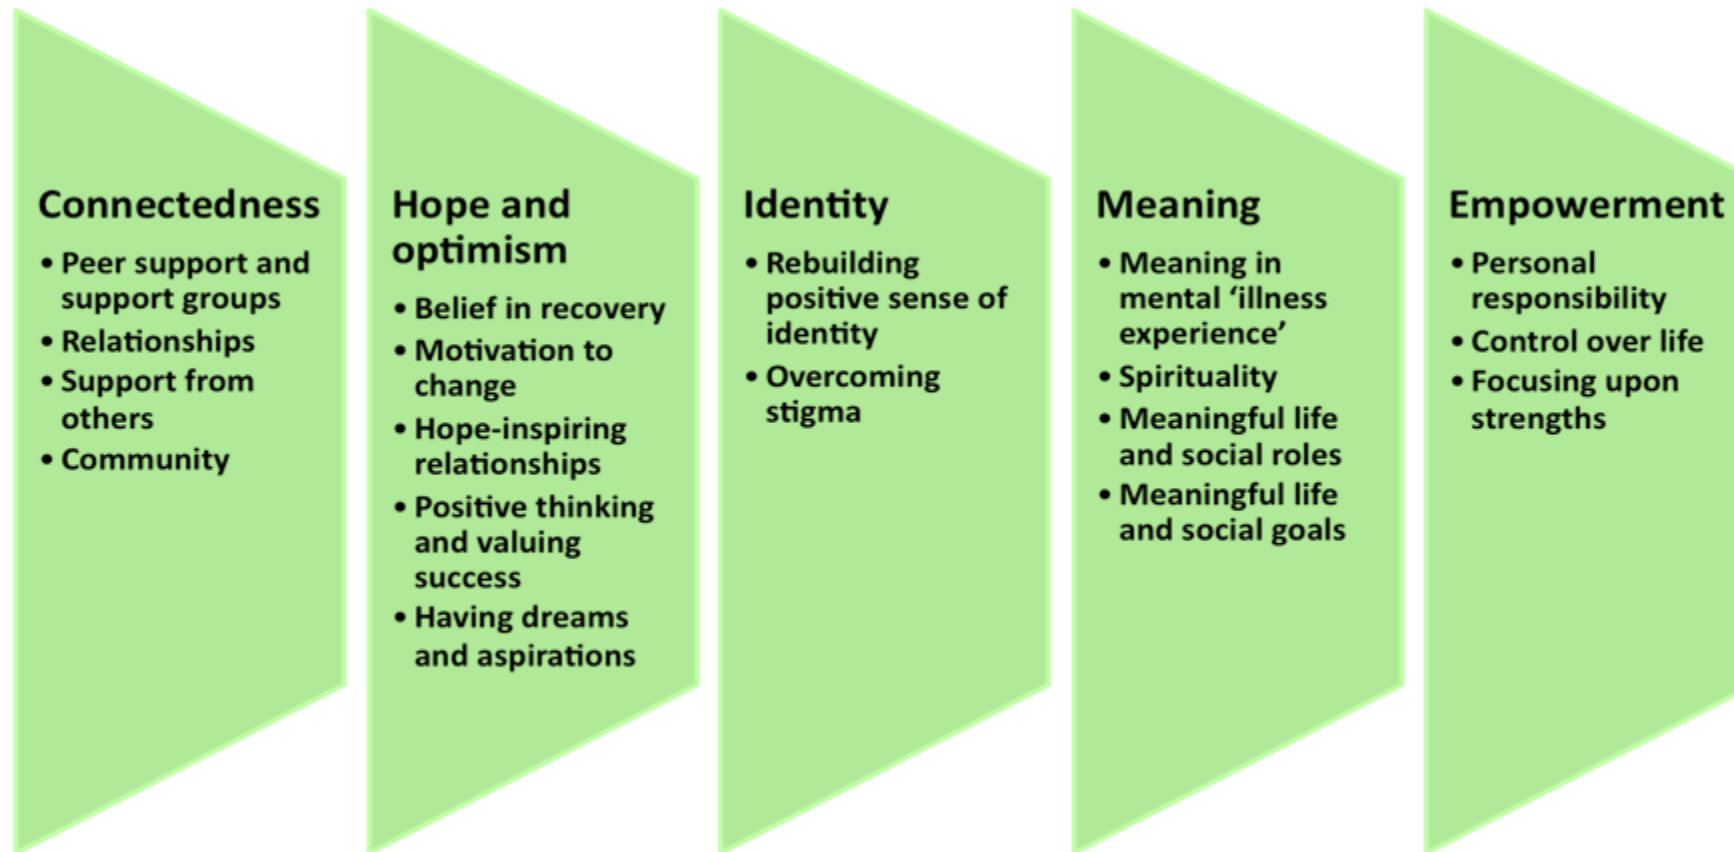 Connectedness
• Peer support and
support groups
• Relationships
• Support from
others
• Community
Hope and
optimism
• Belief in recovery
• Motivation to
change
• Hope-inspiring
relationships
• Positive thinking
and valuing
success
• Having dreams
and aspirations
Identity
• Rebuilding
positive sense of
identity
• Overcoming
stigma
Meaning
• Meaning in
mental ‘illness
experience’
• Spirituality
• Meaningful life
and social roles
• Meaningful life
and social goals
Empowerment
• Personal
responsibility
• Control over life
• Focusing upon
strengths